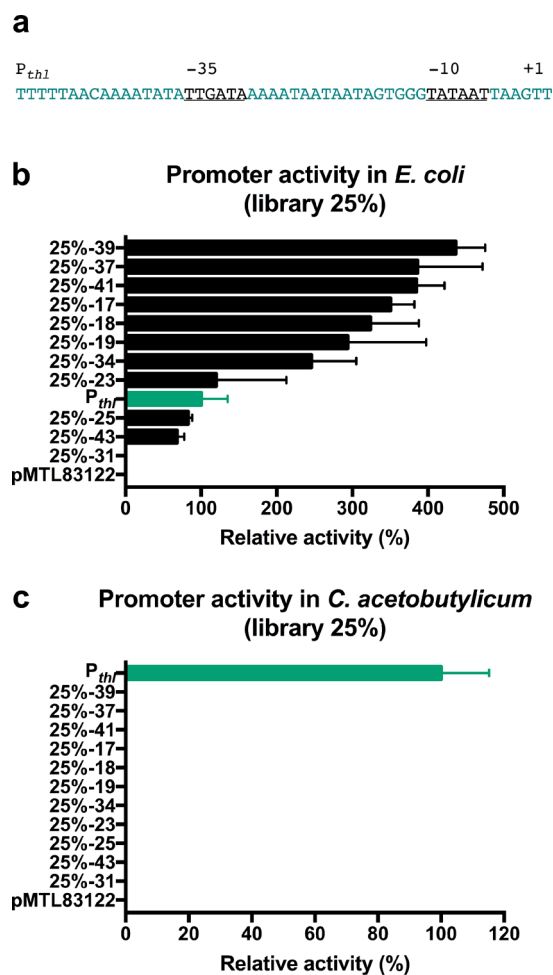 a
P_thl −35 −10 +1
TTTTTAACAAAATATATTGATAAAAATAATAATAGTGGGTATAATTAAGTT
b
Promoter activity in E. coli
(library 25%)
25%-39
25%-37
25%-41
25%-17
25%-18
25%-19
25%-34
25%-23
P_thl
25%-25
25%-43
25%-31
pMTL83122
0 100 200 300 400 500
Relative activity (%)
c
Promoter activity in C. acetobutylicum
(library 25%)
P_thl
25%-39
25%-37
25%-41
25%-17
25%-18
25%-19
25%-34
25%-23
25%-25
25%-43
25%-31
pMTL83122
0 20 40 60 80 100 120
Relative activity (%)